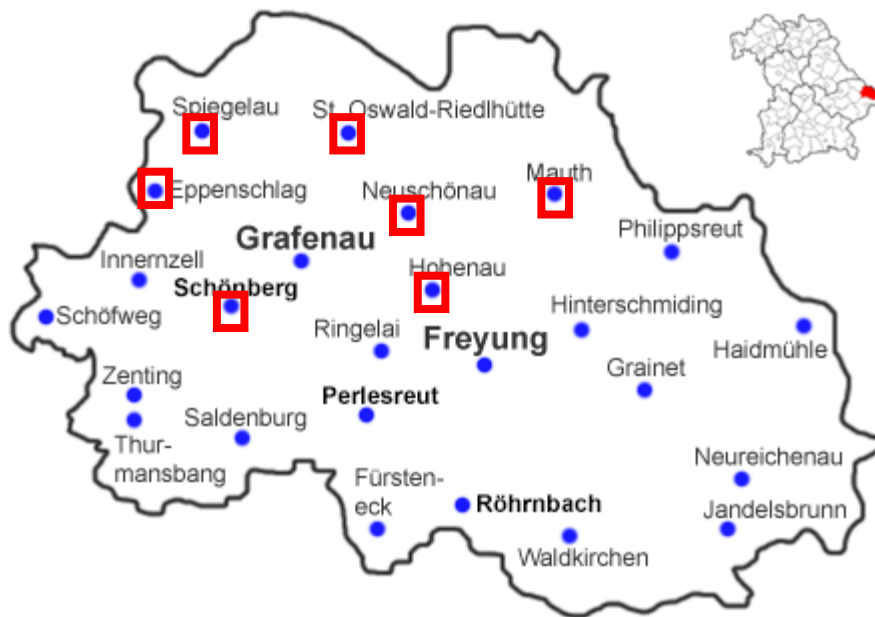 Spiegelau
St. Oswald-Riedlhütte
Eppenschlag
Neuschönau
Mauth
Philippsreut
Grafenau
Innernzell
Hohenau
Schönberg
Schöfweg
Hinterschmiding
Ringelai
Freyung
Haidmühle
Zenting
Grainet
Perlesreut
Saldenburg
Thur-
mansbang
Neureichenau
Fürsten-
eck
Röhrnbach
Jandelsbrunn
Waldkirchen